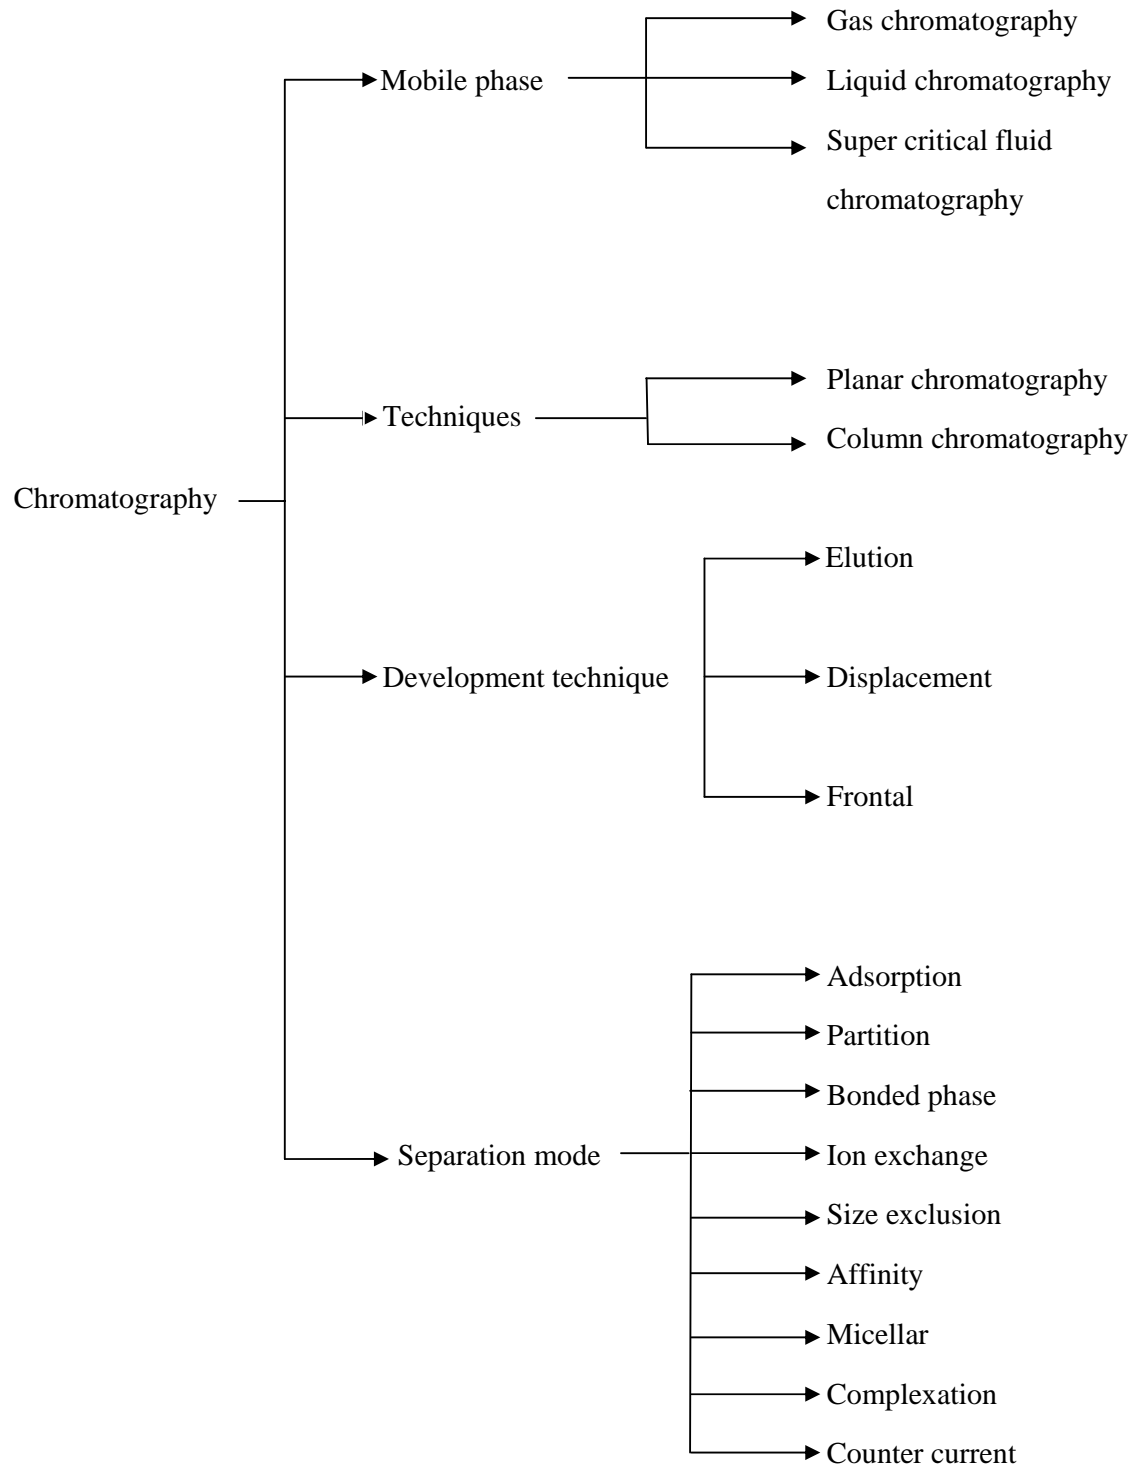 Gas chromatography
Mobile phase
Liquid chromatography
Super critical fluid
chromatography
Planar chromatography
Techniques
Column chromatography
Chromatography
Elution
Development technique
Displacement
Frontal
Adsorption
Partition
Bonded phase
Separation mode
Ion exchange
Size exclusion
Affinity
Micellar
Complexation
Counter current